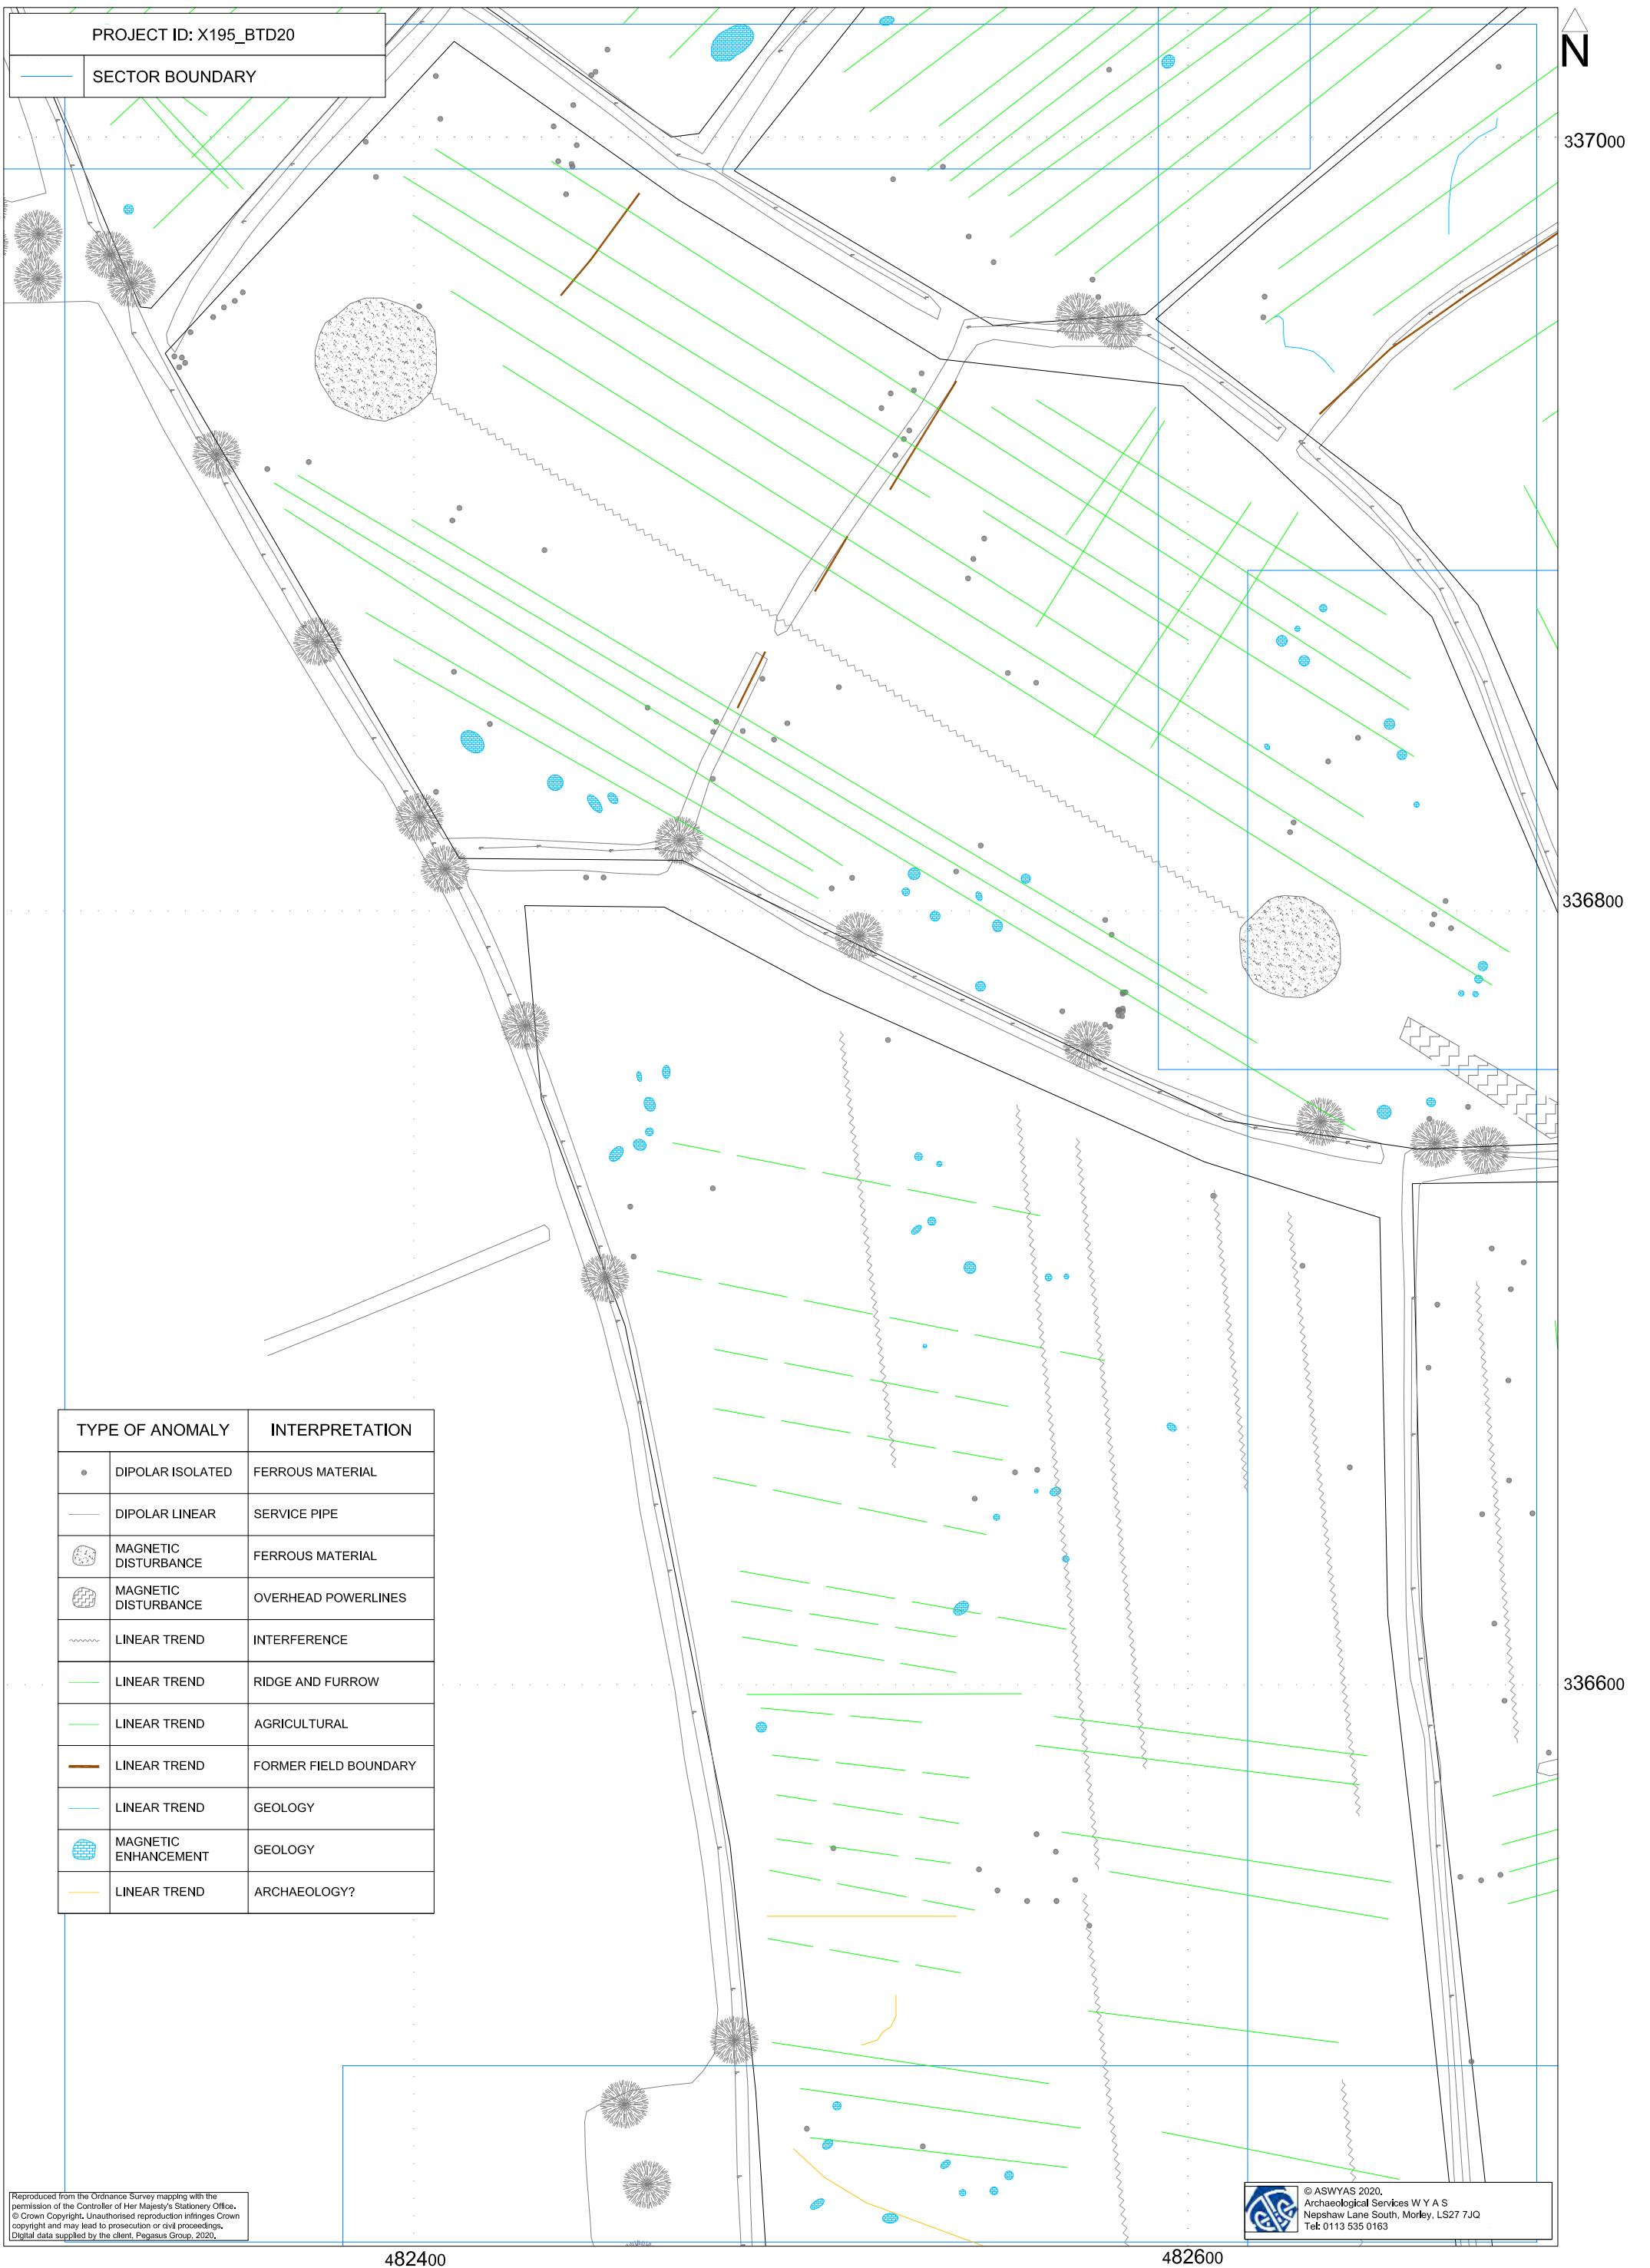 PROJECT ID: X195_BTD20
SECTOR BOUNDARY
N
337000
336800
TYPE OF ANOMALY INTERPRETATION
DIPOLAR ISOLATED FERROUS MATERIAL
DIPOLAR LINEAR SERVICE PIPE
MAGNETIC
DISTURBANCE FERROUS MATERIAL
MAGNETIC
DISTURBANCE OVERHEAD POWERLINES
LINEAR TREND INTERFERENCE
LINEAR TREND RIDGE AND FURROW
LINEAR TREND AGRICULTURAL
LINEAR TREND FORMER FIELD BOUNDARY
LINEAR TREND GEOLOGY
MAGNETIC
ENHANCEMENT GEOLOGY
LINEAR TREND ARCHAEOLOGY?
336600
Reproduced from the Ordnance Survey mapping with the
permission of the Controller of Her Majesty's Stationery Office.
© Crown Copyright. Unauthorised reproduction infringes Crown
copyright and may lead to prosecution or civil proceedings.
Digital data supplied by the client, Pegasus Group, 2020.
© ASWYAS 2020.
Archaeological Services W Y A S
Nepshaw Lane South, Morley, LS27 7JQ
Tel: 0113 535 0163
482400
482600